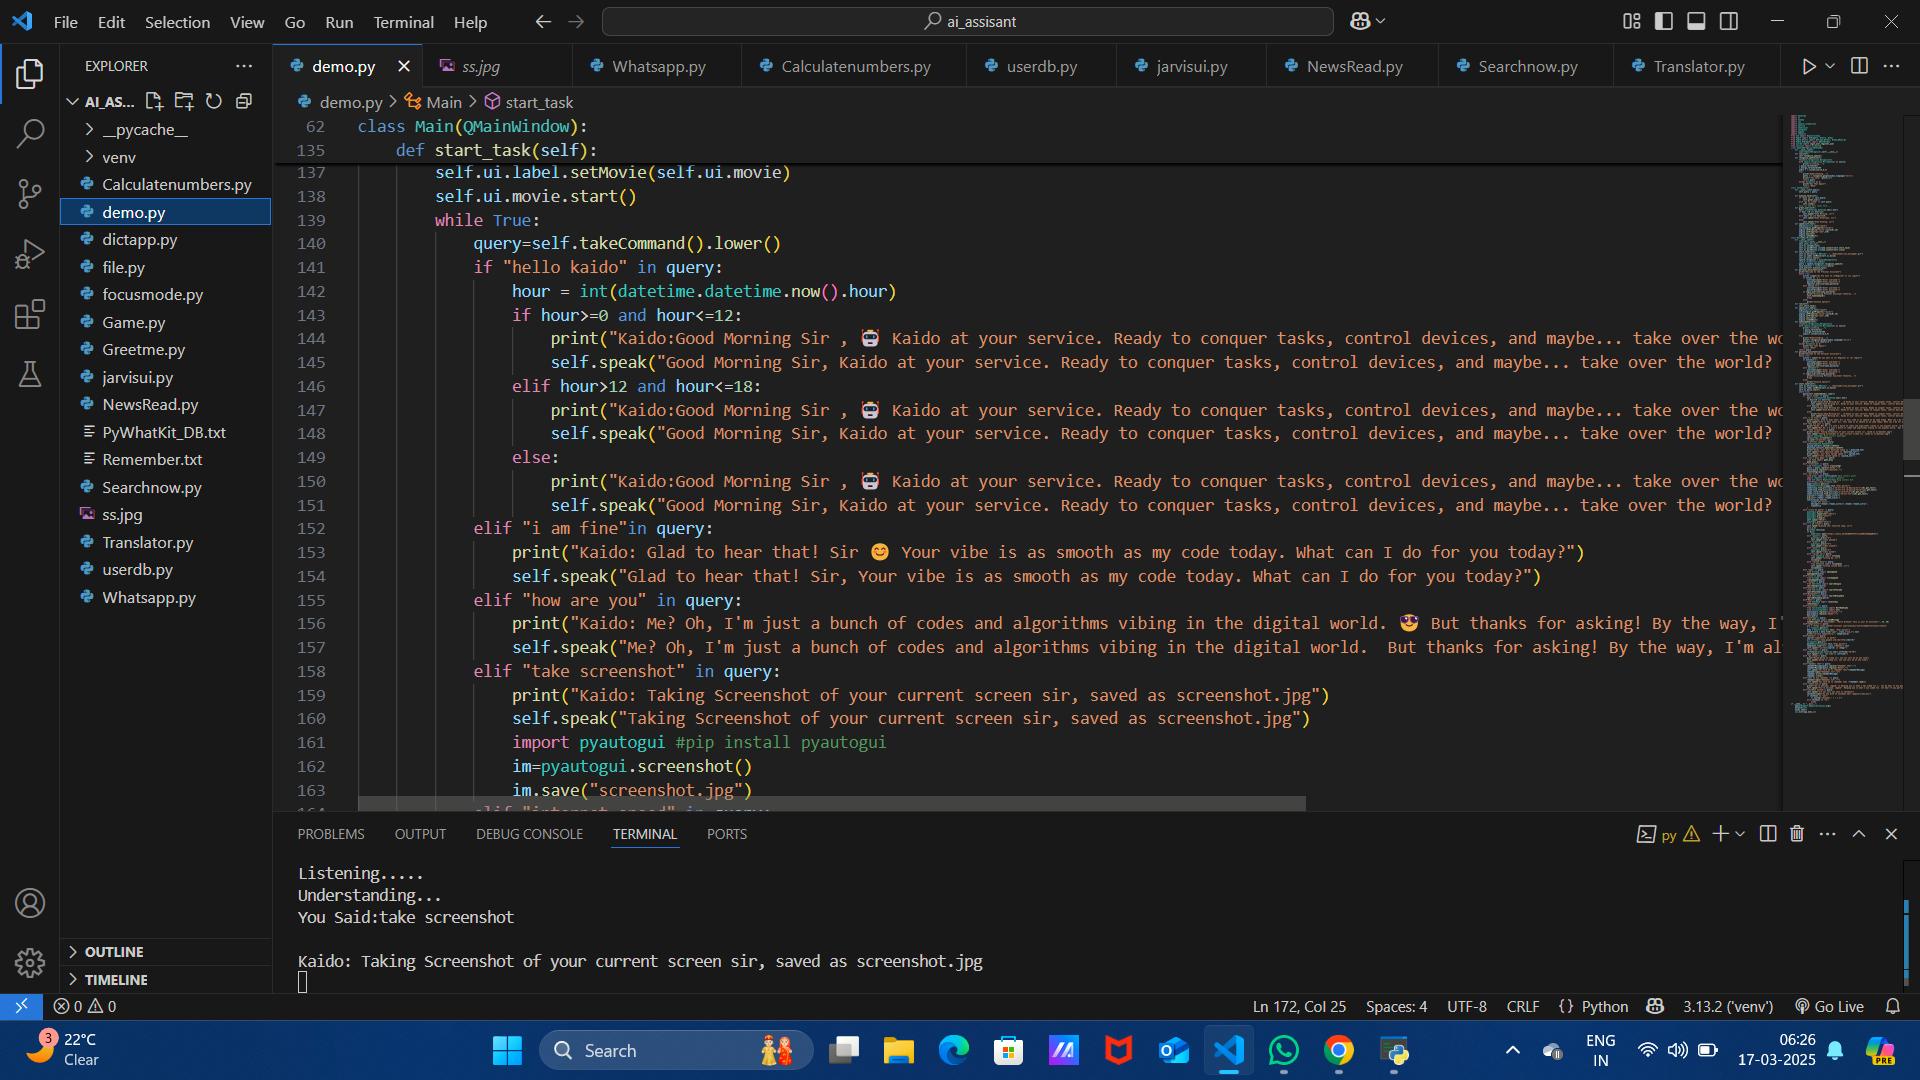 File Edit Selection View Go Run Terminal Help
ai_assisant
EXPLORER
AI_AS...
__pycache__
venv
Calculatenumbers.py
demo.py
dictapp.py
file.py
focusmode.py
Game.py
Greetme.py
jarvisui.py
NewsRead.py
PyWhatKit_DB.txt
Remember.txt
Searchnow.py
ss.jpg
Translator.py
userdb.py
Whatsapp.py
OUTLINE
TIMELINE
demo.py ss.jpg Whatsapp.py Calculatenumbers.py userdb.py jarvisui.py NewsRead.py Searchnow.py Translator.py
demo.py > Main > start_task
62 class Main(QMainWindow):
135 def start_task(self):
137 self.ui.label.setMovie(self.ui.movie)
138 self.ui.movie.start()
139 while True:
140 query=self.takeCommand().lower()
141 if "hello kaido" in query:
142 hour = int(datetime.datetime.now().hour)
143 if hour>=0 and hour<=12:
144 print("Kaido:Good Morning Sir , 🤖 Kaido at your service. Ready to conquer tasks, control devices, and maybe... take over the wo
145 self.speak("Good Morning Sir, Kaido at your service. Ready to conquer tasks, control devices, and maybe... take over the world?
146 elif hour>12 and hour<=18:
147 print("Kaido:Good Morning Sir , 🤖 Kaido at your service. Ready to conquer tasks, control devices, and maybe... take over the wo
148 self.speak("Good Morning Sir, Kaido at your service. Ready to conquer tasks, control devices, and maybe... take over the world?
149 else:
150 print("Kaido:Good Morning Sir , 🤖 Kaido at your service. Ready to conquer tasks, control devices, and maybe... take over the wo
151 self.speak("Good Morning Sir, Kaido at your service. Ready to conquer tasks, control devices, and maybe... take over the world?
152 elif "i am fine"in query:
153 print("Kaido: Glad to hear that! Sir 😊 Your vibe is as smooth as my code today. What can I do for you today?")
154 self.speak("Glad to hear that! Sir, Your vibe is as smooth as my code today. What can I do for you today?")
155 elif "how are you" in query:
156 print("Kaido: Me? Oh, I'm just a bunch of codes and algorithms vibing in the digital world. 😎 But thanks for asking! By the way, I'
157 self.speak("Me? Oh, I'm just a bunch of codes and algorithms vibing in the digital world.  But thanks for asking! By the way, I'm al
158 elif "take screenshot" in query:
159 print("Kaido: Taking Screenshot of your current screen sir, saved as screenshot.jpg")
160 self.speak("Taking Screenshot of your current screen sir, saved as screenshot.jpg")
161 import pyautogui #pip install pyautogui
162 im=pyautogui.screenshot()
163 im.save("screenshot.jpg")
PROBLEMS OUTPUT DEBUG CONSOLE TERMINAL PORTS
py
Listening.....
Understanding...
You Said:take screenshot
Kaido: Taking Screenshot of your current screen sir, saved as screenshot.jpg
0 0
Ln 172, Col 25 Spaces: 4 UTF-8 CRLF {} Python 3.13.2 ('venv') Go Live
3
22°C
Clear
Search
ENG
IN
06:26
17-03-2025
PRE